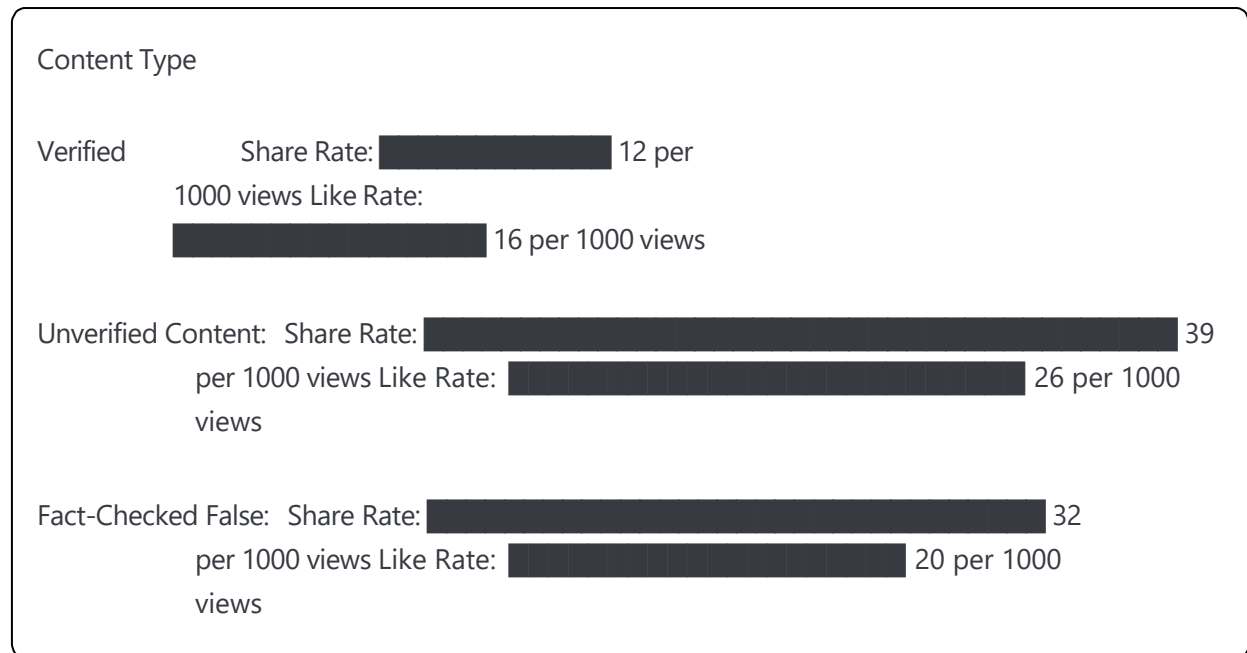 Content Type
Verified Share Rate: 12 per
1000 views Like Rate:
16 per 1000 views
Unverified Content: Share Rate: 39
per 1000 views Like Rate: 26 per 1000
views
Fact-Checked False: Share Rate: 32
per 1000 views Like Rate: 20 per 1000
views